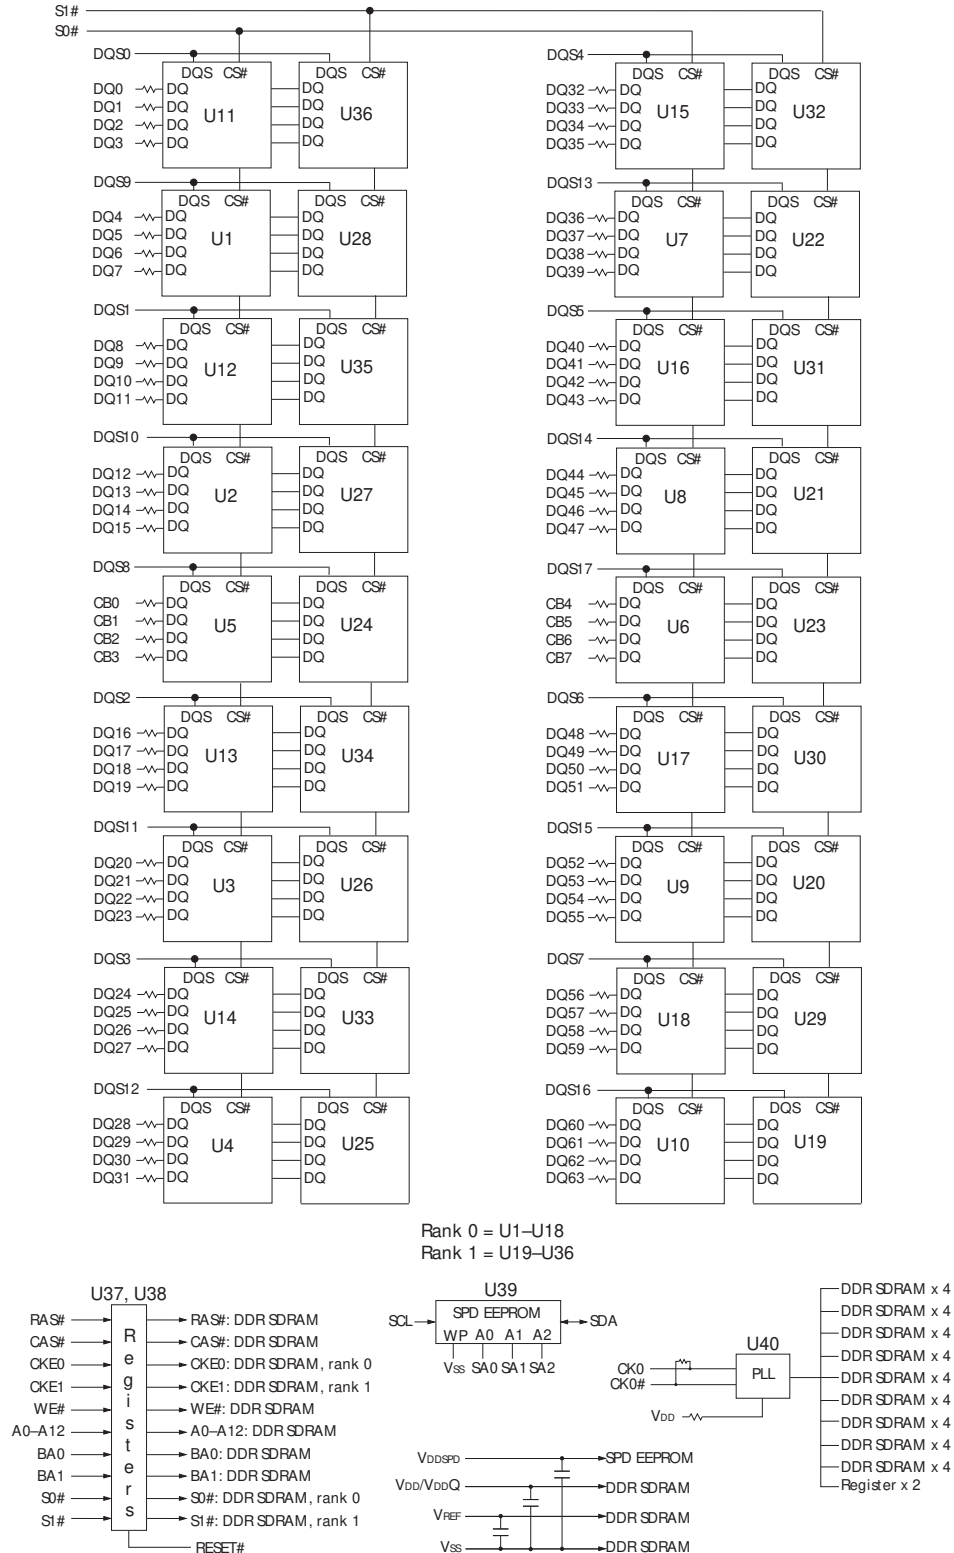 S1#
S0#
DQS0
DQS CS#
DQ0 DQ DQ
DQ1 DQ U11 DQ U36
DQ2 DQ DQ
DQ3 DQ DQ
DQS9
DQS CS#
DQ4 DQ DQ
DQ5 DQ U1 DQ U28
DQ6 DQ DQ
DQ7 DQ DQ
DQS1
DQS CS# DQS CS#
DQ8 DQ DQ
DQ9 DQ U12 DQ U35
DQ10 DQ DQ
DQ11 DQ DQ
DQS10
DQS CS# DQS CS#
DQ12 DQ DQ
DQ13 DQ U2 DQ U27
DQ14 DQ DQ
DQ15 DQ DQ
DQS8
DQS CS# DQS CS#
CB0 DQ DQ
CB1 DQ U5 DQ U24
CB2 DQ DQ
CB3 DQ DQ
DQS2
DQS CS# DQS CS#
DQ16 DQ DQ
DQ17 DQ U13 DQ U34
DQ18 DQ DQ
DQ19 DQ DQ
DQS11
DQS CS# DQS CS#
DQ20 DQ DQ
DQ21 DQ U3 DQ U26
DQ22 DQ DQ
DQ23 DQ DQ
DQS3
DQS CS# DQS CS#
DQ24 DQ DQ
DQ25 DQ U14 DQ U33
DQ26 DQ DQ
DQ27 DQ DQ
DQS12
DQS CS# DQS CS#
DQ28 DQ DQ
DQ29 DQ U4 DQ U25
DQ30 DQ DQ
DQ31 DQ DQ
DQS4
DQS CS# DQS CS#
DQ32 DQ DQ
DQ33 DQ U15 DQ U32
DQ34 DQ DQ
DQ35 DQ DQ
DQS13
DQS CS# DQS CS#
DQ36 DQ DQ
DQ37 DQ U7 DQ U22
DQ38 DQ DQ
DQ39 DQ DQ
DQS5
DQS CS# DQS CS#
DQ40 DQ DQ
DQ41 DQ U16 DQ U31
DQ42 DQ DQ
DQ43 DQ DQ
DQS14
DQS CS# DQS CS#
DQ44 DQ DQ
DQ45 DQ U8 DQ U21
DQ46 DQ DQ
DQ47 DQ DQ
DQS17
DQS CS# DQS CS#
CB4 DQ DQ
CB5 DQ U6 DQ U23
CB6 DQ DQ
CB7 DQ DQ
DQS6
DQS CS# DQS CS#
DQ48 DQ DQ
DQ49 DQ U17 DQ U30
DQ50 DQ DQ
DQ51 DQ DQ
DQS15
DQS CS# DQS CS#
DQ52 DQ DQ
DQ53 DQ U9 DQ U20
DQ54 DQ DQ
DQ55 DQ DQ
DQS7
DQS CS# DQS CS#
DQ56 DQ DQ
DQ57 DQ U18 DQ U29
DQ58 DQ DQ
DQ59 DQ DQ
DQS16
DQS CS# DQS CS#
DQ60 DQ DQ
DQ61 DQ U10 DQ U19
DQ62 DQ DQ
DQ63 DQ DQ
Rank 0 = U1–U18
Rank 1 = U19–U36
U37, U38
Registers
RAS# RAS#: DDR SDRAM
CAS# CAS#: DDR SDRAM
CKE0 CKE0: DDR SDRAM, rank 0
CKE1 CKE1: DDR SDRAM, rank 1
WE# WE#: DDR SDRAM
A0–A12 A0–A12: DDR SDRAM
BA0 BA0: DDR SDRAM
BA1 BA1: DDR SDRAM
S0# S0#: DDR SDRAM, rank 0
S1# S1#: DDR SDRAM, rank 1
RESET#
U39
SPD EEPROM
SCL SDA
WP A0 A1 A2
VSS SA0 SA1 SA2
VDDSPD SPD EEPROM
VDD/VDDQ DDR SDRAM
VREF DDR SDRAM
VSS DDR SDRAM
U40
PLL
CK0
CK0#
VDD
DDR SDRAM x 4
DDR SDRAM x 4
DDR SDRAM x 4
DDR SDRAM x 4
DDR SDRAM x 4
DDR SDRAM x 4
DDR SDRAM x 4
DDR SDRAM x 4
DDR SDRAM x 4
Register x 2